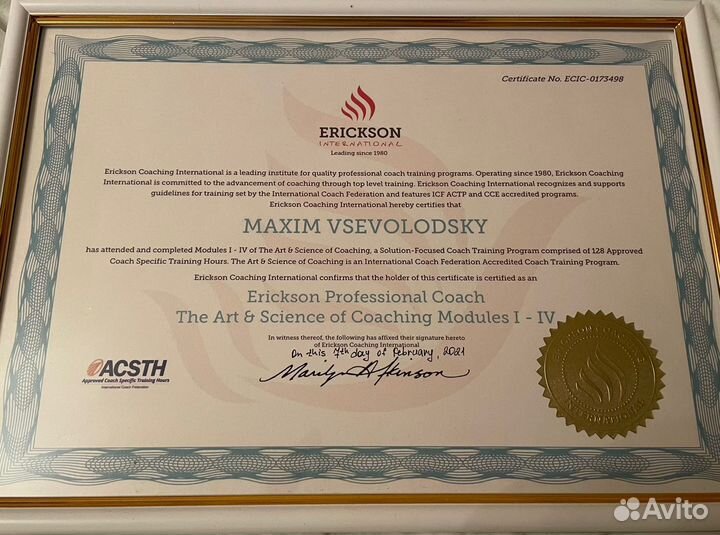 Certificate No. ECIC-0173498
ERICKSON
INTERNATIONAL
Leading since 1980
Erickson Coaching International is a leading institute for quality professional coach training programs. Operating since 1980, Erickson Coaching
International is committed to the advancement of coaching through top level training. Erickson Coaching International recognizes and supports
guidelines for training set by the International Coach Federation and features ICF ACTP and CCE accredited programs.
Erickson Coaching International hereby certifies that
MAXIM VSEVOLODSKY
has attended and completed Modules I - IV of The Art & Science of Coaching, a Solution-Focused Coach Training Program comprised of 128 Approved
Coach Specific Training Hours. The Art & Science of Coaching is an International Coach Federation Accredited Coach Training Program.
Erickson Coaching International confirms that the holder of this certificate is certified as an
Erickson Professional Coach
The Art & Science of Coaching Modules I - IV
In witness thereof, the following has affixed their signature hereto
of Erickson Coaching International
On this 7th day of february, 2021
Marilyn Atkinson
ACSTH
Approved Coach Specific Training Hours
International Coach Federation
INTERNATIONAL
Avito